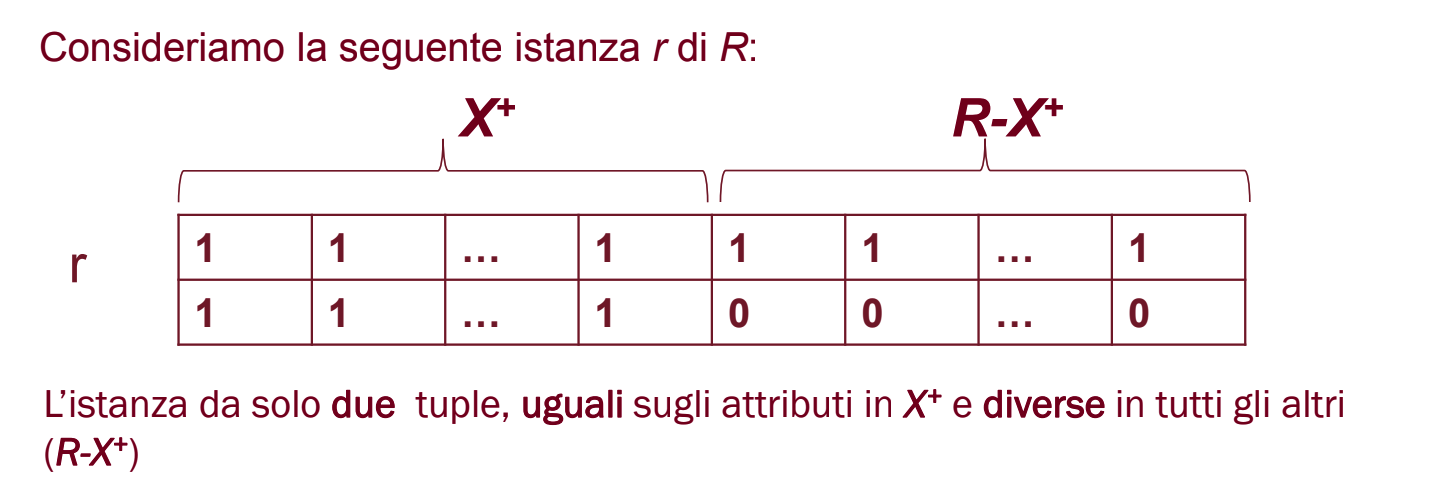 Consideriamo la seguente istanza r di R:
X+ R-X+
r
1 1 ... 1 1 1 ... 1
1 1 ... 1 0 0 ... 0
L'istanza da solo due tuple, uguali sugli attributi in X+ e diverse in tutti gli altri
(R-X+)